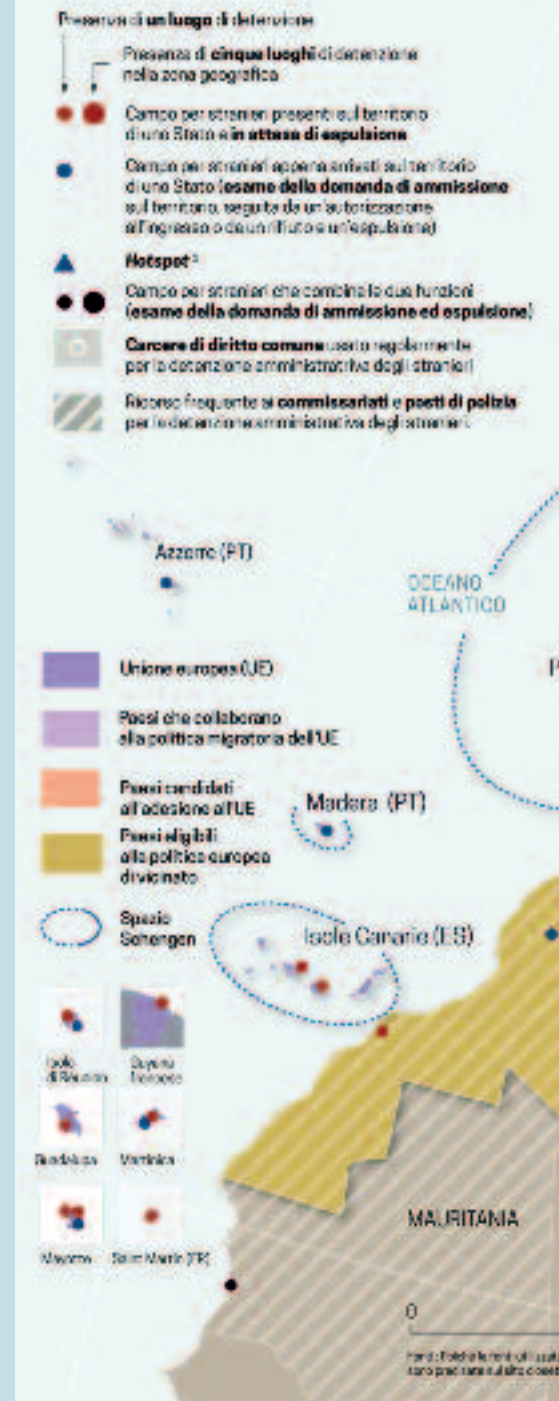 Presenza di un luogo di detenzione
Presenza di cinque luoghi di detenzione
nella zona geografica
Campo per stranieri presenti sul territorio
di uno Stato e in attesa di espulsione
Campo per stranieri appena arrivati sul territorio
di uno Stato (esame della domanda di ammissione
sul territorio, seguita da un'autorizzazione
all'ingresso o da un rifiuto e un'espulsione)
Hotspot
Campo per stranieri che combina le due funzioni
(esame della domanda di ammissione ed espulsione)
Carcere di diritto comune usato regolarmente
per la detenzione amministratriva degli stranieri
Ricorso frequente ai commissariati e posti di polizia
per la detenzione amministrativa degli stranieri.
Azzorre (PT)
OCEANO
ATLANTICO
P
Unione europea (UE)
Paesi che collaborano
alla politica migratoria dell'UE
Paesi candidati
all'adesione all'UE
Madera (PT)
Paesi eligibili
alla politica europea
di vicinato
Spazio
Schengen
Isole Canarie (ES)
Isole
di Réunion
Guyana
francese
Guadalupa
Martinica
Mayotte
Saint Martin (FR)
MAURITANIA
0
sono precisate sul sito